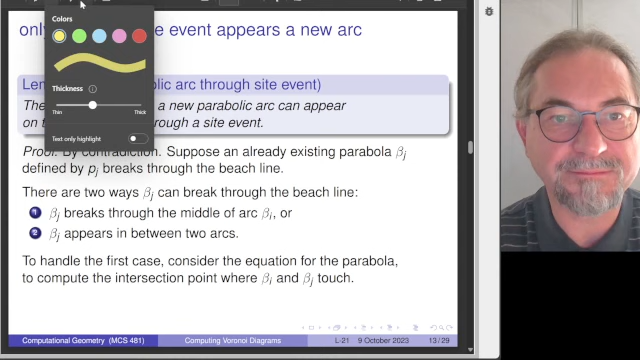 only e event appears a new arc
Colors
Thickness
Thin Thick
Text only highlight
Len olic arc through site event)
The a new parabolic arc can appear
on t rough a site event.
Proof. By contradiction. Suppose an already existing parabola βj
defined by pj breaks through the beach line.
There are two ways βj can break through the beach line:
1 βj breaks through the middle of arc βi, or
2 βj appears in between two arcs.
To handle the first case, consider the equation for the parabola,
to compute the intersection point where βi and βj touch.
Computational Geometry (MCS 481) Computing Voronoi Diagrams L-21 9 October 2023 13 / 29